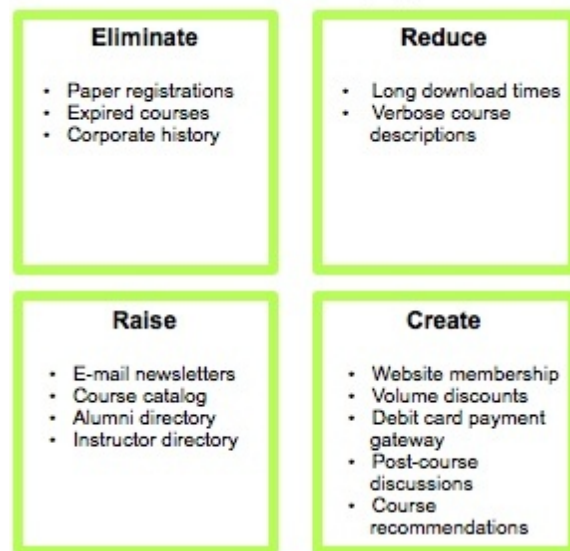 Eliminate
• Paper registrations
• Expired courses
• Corporate history
Reduce
• Long download times
• Verbose course
descriptions
Raise
• E-mail newsletters
• Course catalog
• Alumni directory
• Instructor directory
Create
• Website membership
• Volume discounts
• Debit card payment
gateway
• Post-course
discussions
• Course
recommendations